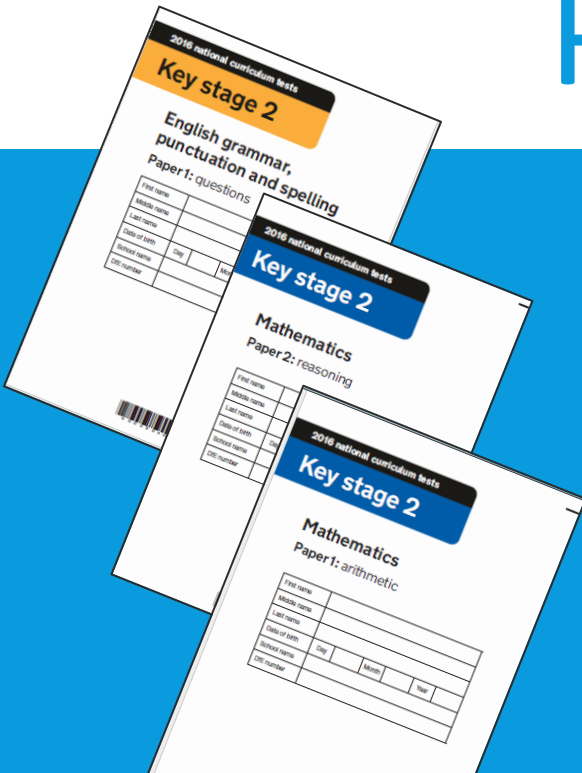 2016 national curriculum tests
Key stage 2
English grammar,
punctuation and spelling
Paper 1: questions
First name
Middle name
Last name
Date of birth
Day
School name
DfE number
2016 national curriculum tests
Key stage 2
Mathematics
Paper 2: reasoning
First name
Middle name
Last name
Date of birth
School name
DfE number
2016 national curriculum tests
Key stage 2
Mathematics
Paper 1: arithmetic
First name
Middle name
Last name
Date of birth
Day
Month
Year
School name
DfE number